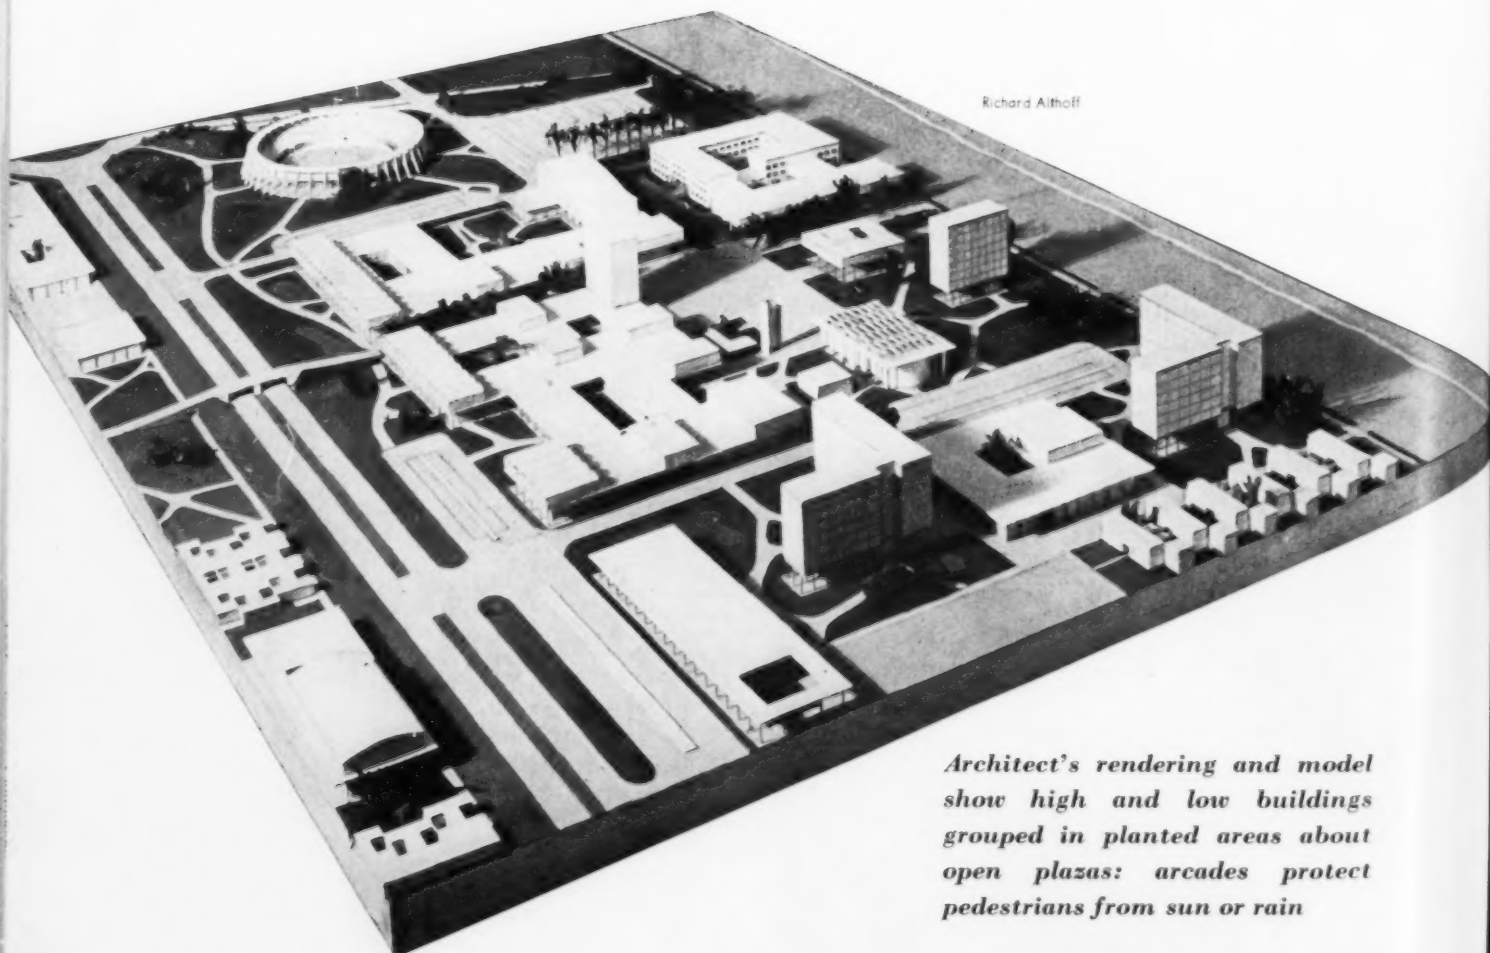 Richard Althoff
Architect's rendering and model
show high and low buildings
grouped in planted areas about
open plazas: arcades protect
pedestrians from sun or rain